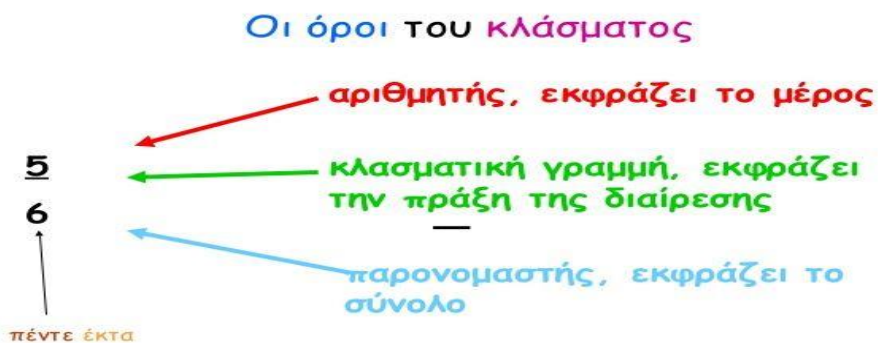 Οι όροι του κλάσματος
αριθμητής, εκφράζει το μέρος
5
κλασματική γραμμή, εκφράζει
την πράξη της διαίρεσης
6
παρονομαστής, εκφράζει το
σύνολο
πέντε έκτα